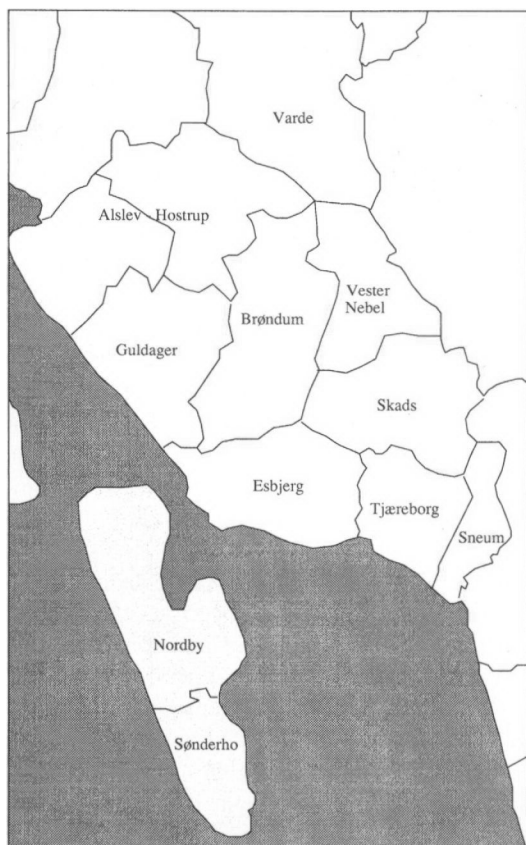 Varde
Alslev - Hostrup
Vester
Nebel
Brøndum
Guldager
Skads
Esbjerg
Tjæreborg
Sneum
Nordby
Sønderho